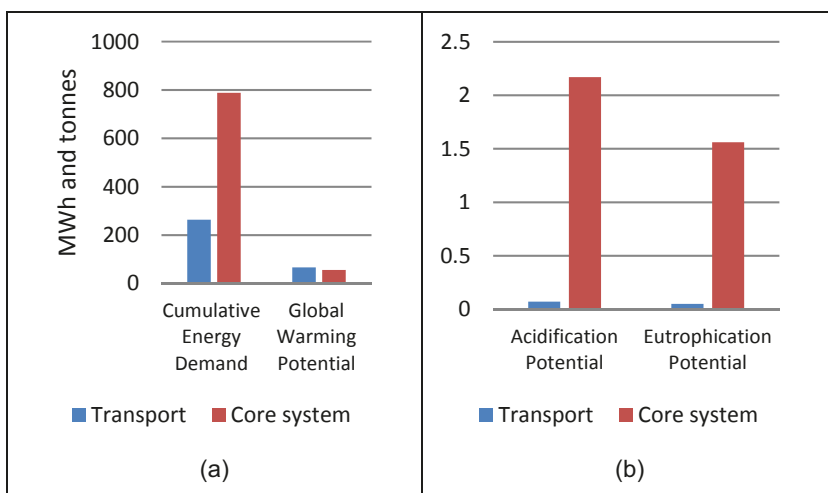 MWh and tonnes
1000
800
600
400
200
0
Cumulative
Energy
Demand
Global
Warming
Potential
Transport
Core system
(a)
2.5
2
1.5
1
0.5
0
Acidification
Potential
Eutrophication
Potential
Transport
Core system
(b)